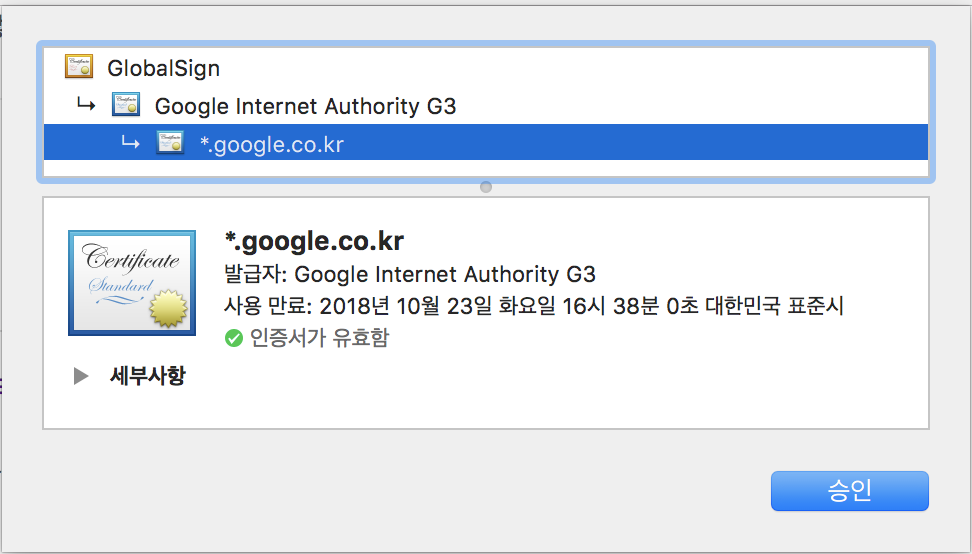 GlobalSign
Google Internet Authority G3
*.google.co.kr
Certificate
Standard
*.google.co.kr
발급자: Google Internet Authority G3
사용 만료: 2018년 10월 23일 화요일 16시 38분 0초 대한민국 표준시
인증서가 유효함
세부사항
승인